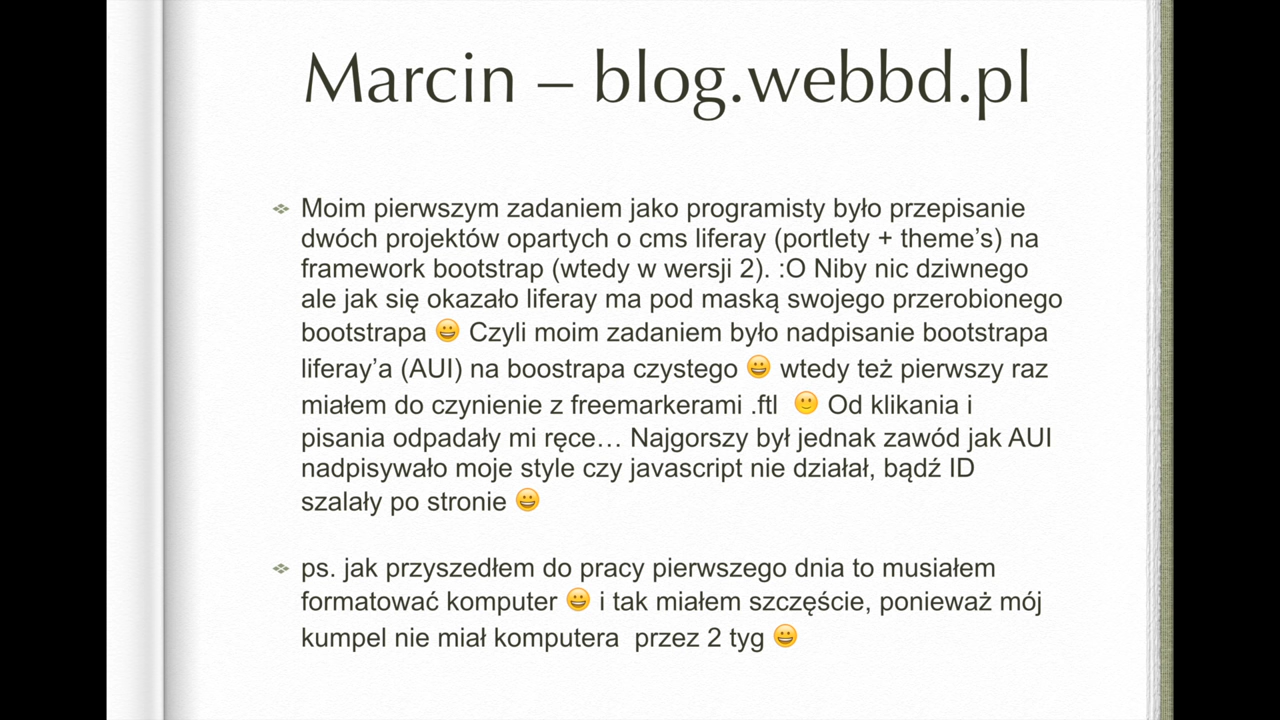 Marcin – blog.webbd.pl
Moim pierwszym zadaniem jako programisty było przepisanie
dwóch projektów opartych o cms liferay (portlety + theme’s) na
framework bootstrap (wtedy w wersji 2). :O Niby nic dziwnego
ale jak się okazało liferay ma pod maską swojego przerobionego
bootstrapa 😀 Czyli moim zadaniem było nadpisanie bootstrapa
liferay’a (AUI) na boostrapa czystego 😀 wtedy też pierwszy raz
miałem do czynienie z freemarkerami .ftl 🙂 Od klikania i
pisania odpadały mi ręce… Najgorszy był jednak zawód jak AUI
nadpisywało moje style czy javascript nie działał, bądź ID
szalały po stronie 😀
ps. jak przyszedłem do pracy pierwszego dnia to musiałem
formatować komputer 😀 i tak miałem szczęście, ponieważ mój
kumpel nie miał komputera przez 2 tyg 😀